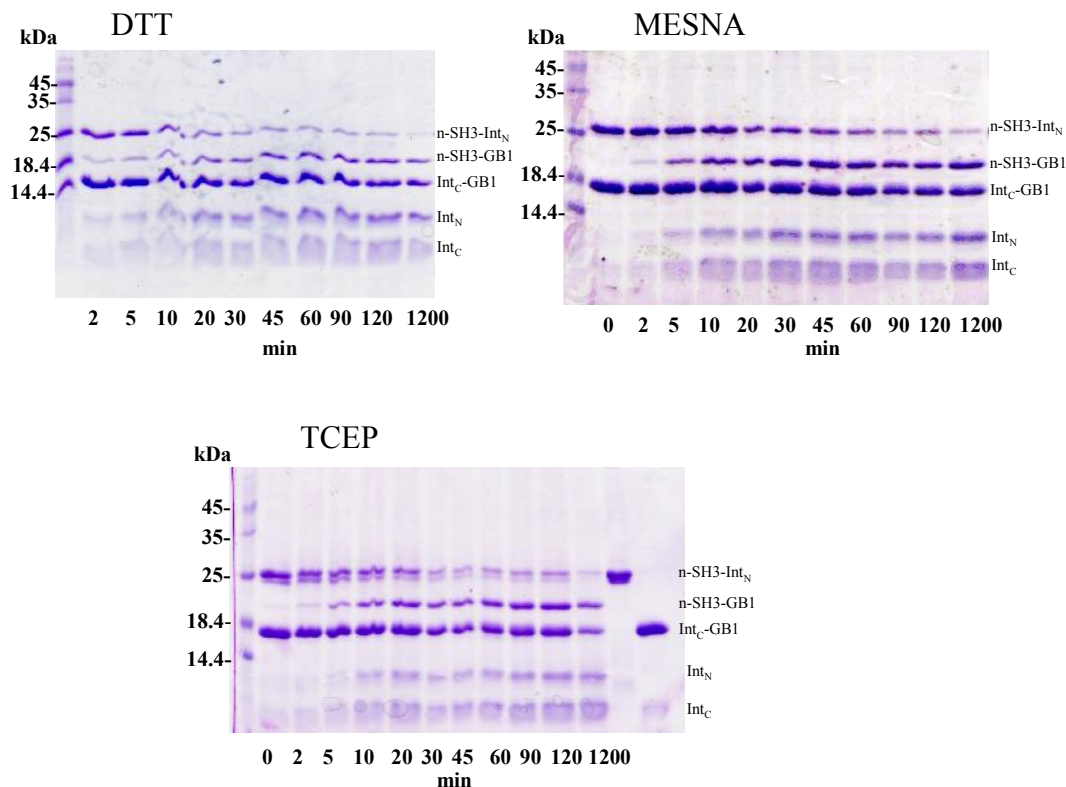 DTT
kDa
45-
35-
25-
18.4-
14.4-
n-SH3-IntN
n-SH3-GB1
IntC-GB1
IntN
IntC
2 5 10 20 30 45 60 90 120 1200
min
MESNA
kDa
45-
35-
25-
18.4-
14.4-
n-SH3-IntN
n-SH3-GB1
IntC-GB1
IntN
IntC
0 2 5 10 20 30 45 60 90 120 1200
min
TCEP
kDa
45-
35-
25-
18.4-
14.4-
n-SH3-IntN
n-SH3-GB1
IntC-GB1
IntN
IntC
0 2 5 10 20 30 45 60 90 120 1200
min